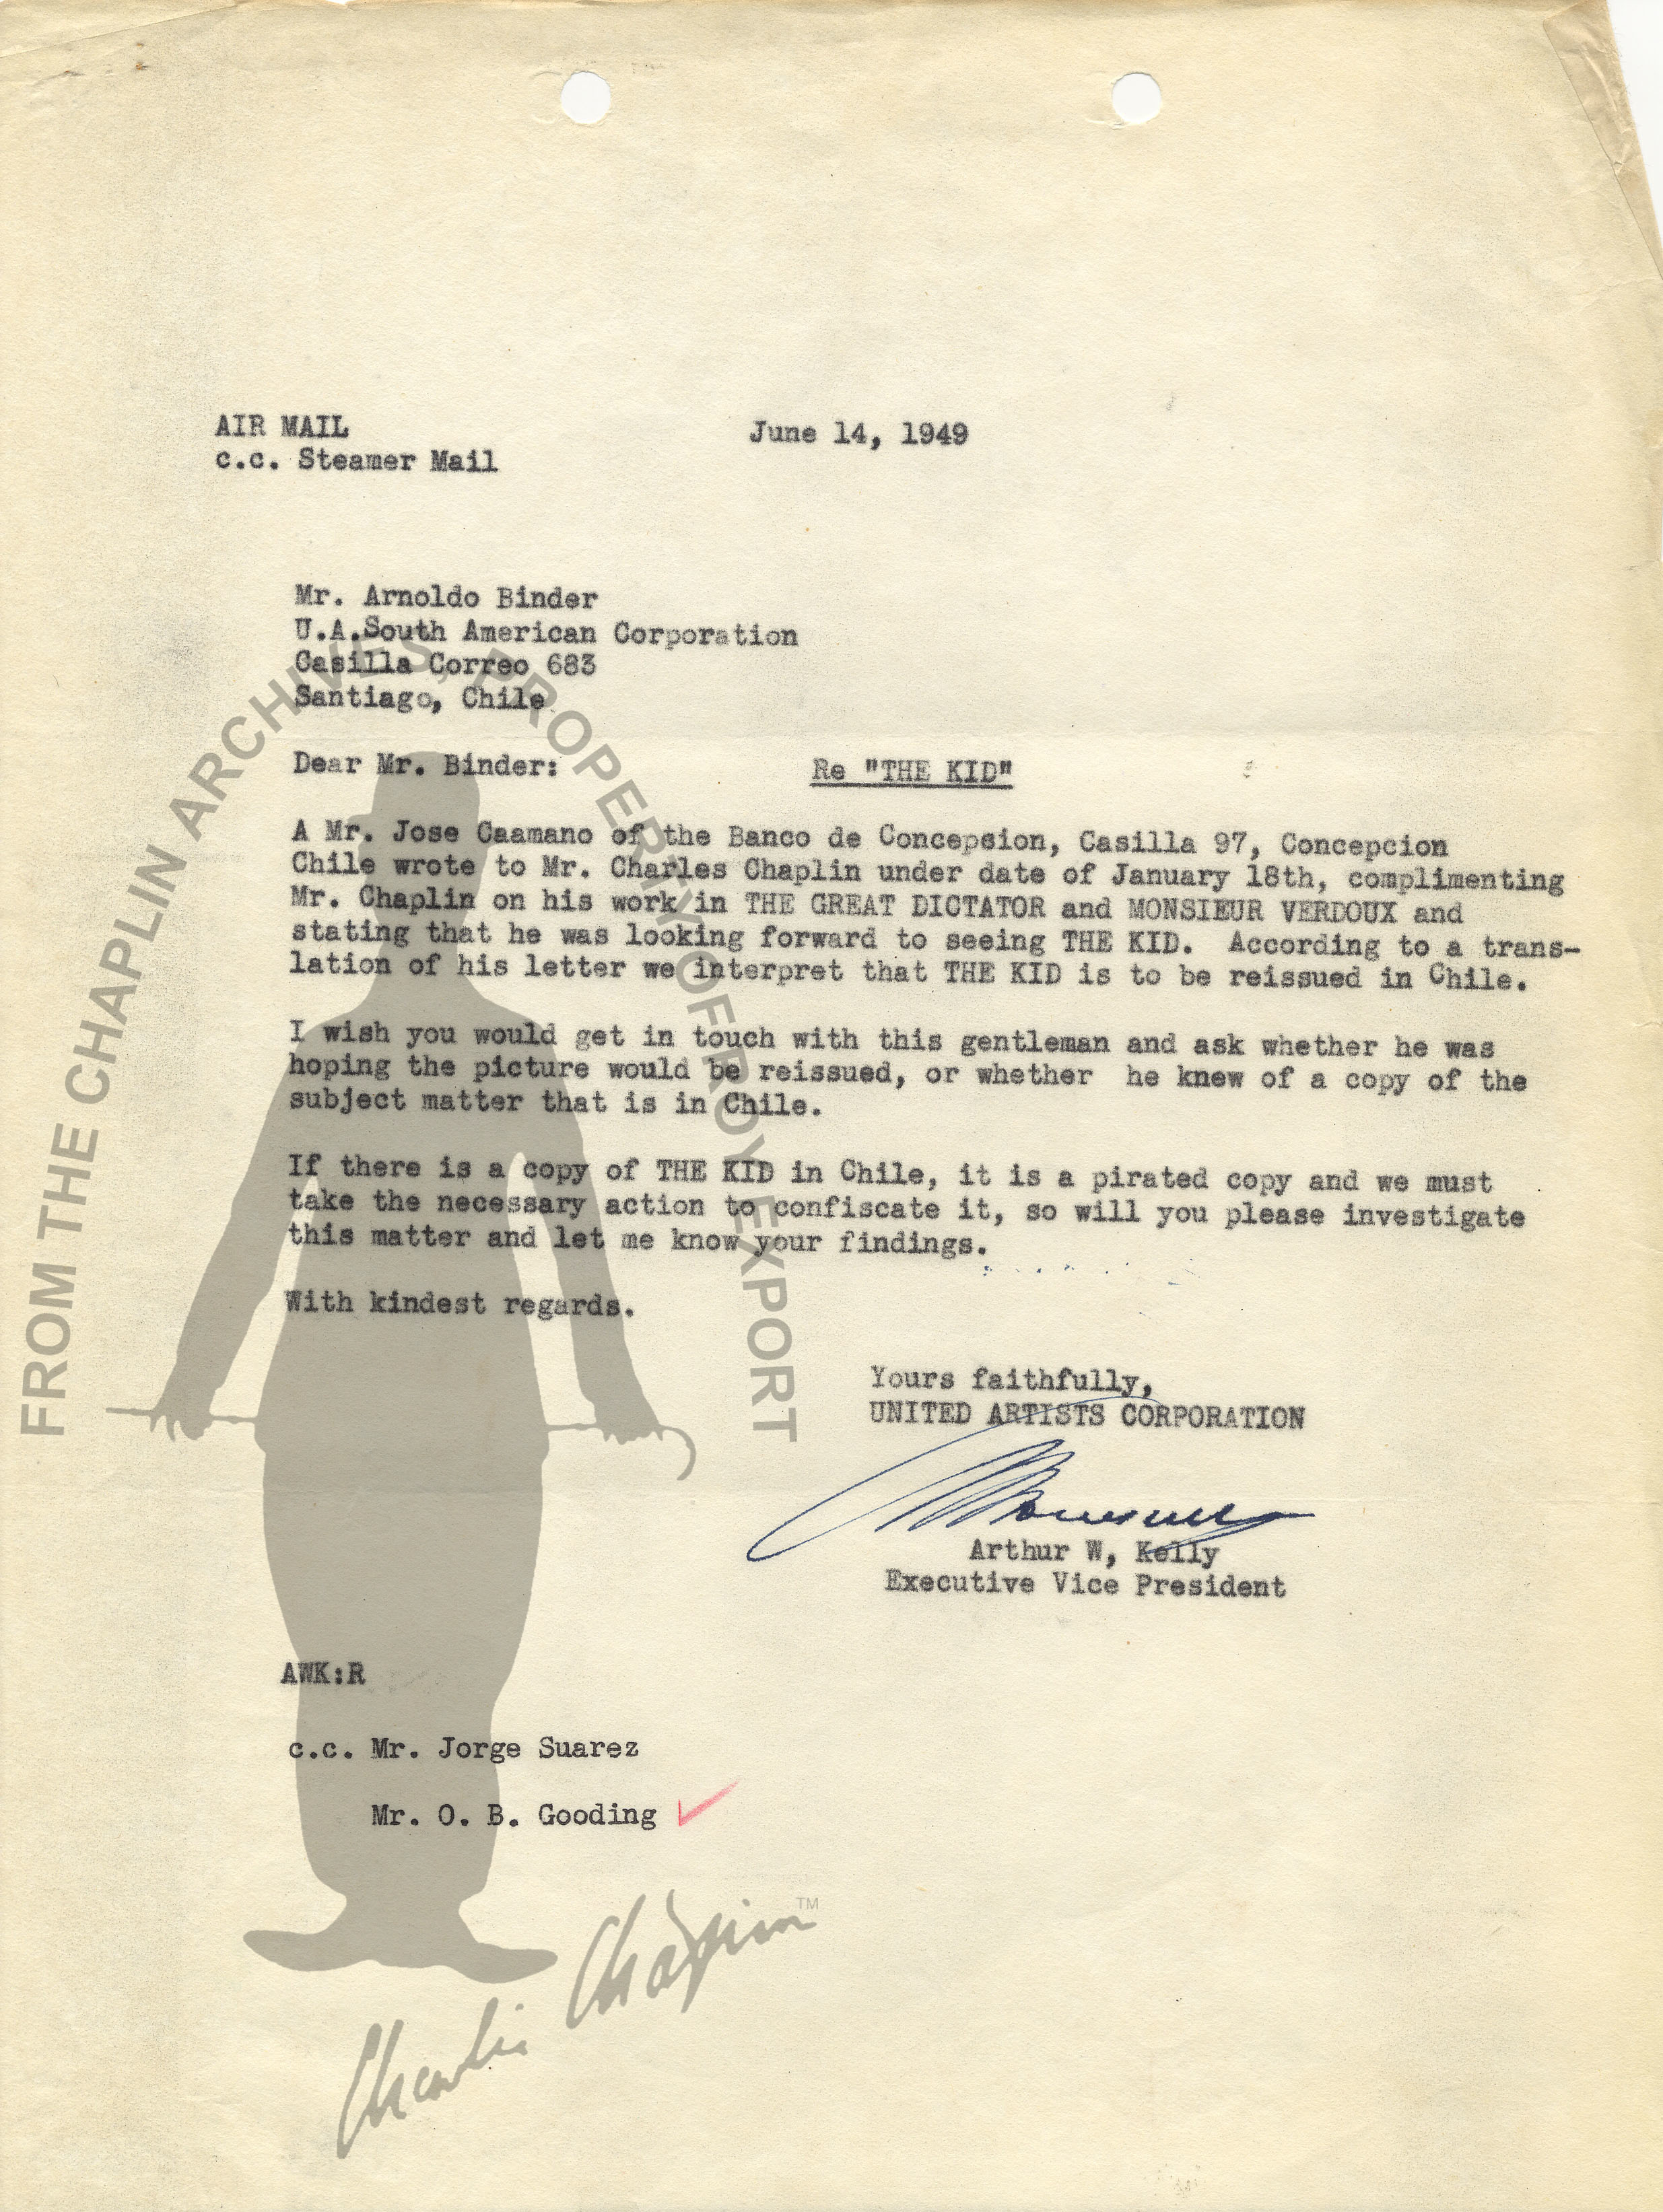 AIR MAIL
June 14, 1949
c.c. Steamer Mail
Mr. Arnoldo Binder
U.A.South American Corporation
Casilla Correo 683
Santiago, Chile
Dear Mr. Binder:
Re "THE KID"
A Mr. Jose Caamano of the Banco de Concepsion, Casilla 97, Concepcion
Chile wrote to Mr. Charles Chaplin under date of January 18th, complimenting
Mr. Chaplin on his work in THE GREAT DICTATOR and MONSIEUR VERDOUX and
stating that he was looking forward to seeing THE KID. According to a trans-
lation of his letter we interpret that THE KID is to be reissued in Chile.
I wish you would get in touch with this gentleman and ask whether he was
hoping the picture would be reissued, or whether he knew of a copy of the
subject matter that is in Chile.
If there is a copy of THE KID in Chile, it is a pirated copy and we must
take the necessary action to confiscate it, so will you please investigate
this matter and let me know your findings.
With kindest regards.
Yours faithfully,
UNITED ARTISTS CORPORATION
Arthur W, Kelly
Executive Vice President
AWK:R
c.c. Mr. Jorge Suarez
Mr. O. B. Gooding
FROM THE CHAPLIN ARCHIVES, PROPERTY OF ROY EXPORT
Charlie Chaplin TM